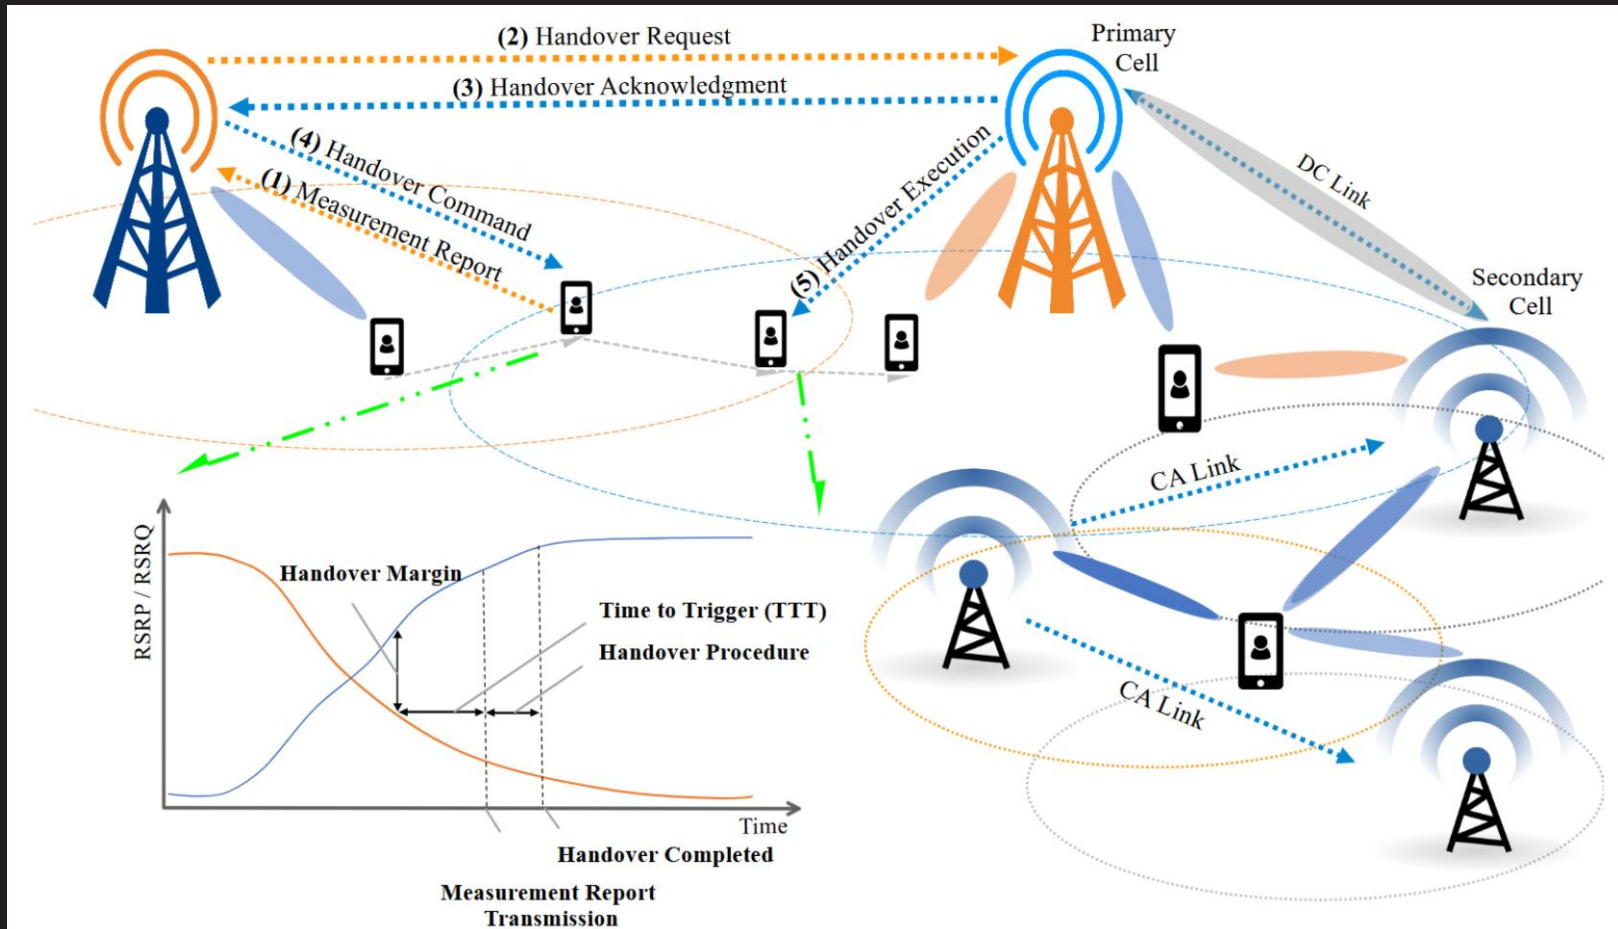 (2) Handover Request
Primary
Cell
(3) Handover Acknowledgment
(4) Handover Command
(1) Measurement Report
(5) Handover Execution
DC Link
Secondary
Cell
CA Link
CA Link
RSRP / RSRQ
Handover Margin
Time to Trigger (TTT)
Handover Procedure
Time
Handover Completed
Measurement Report
Transmission